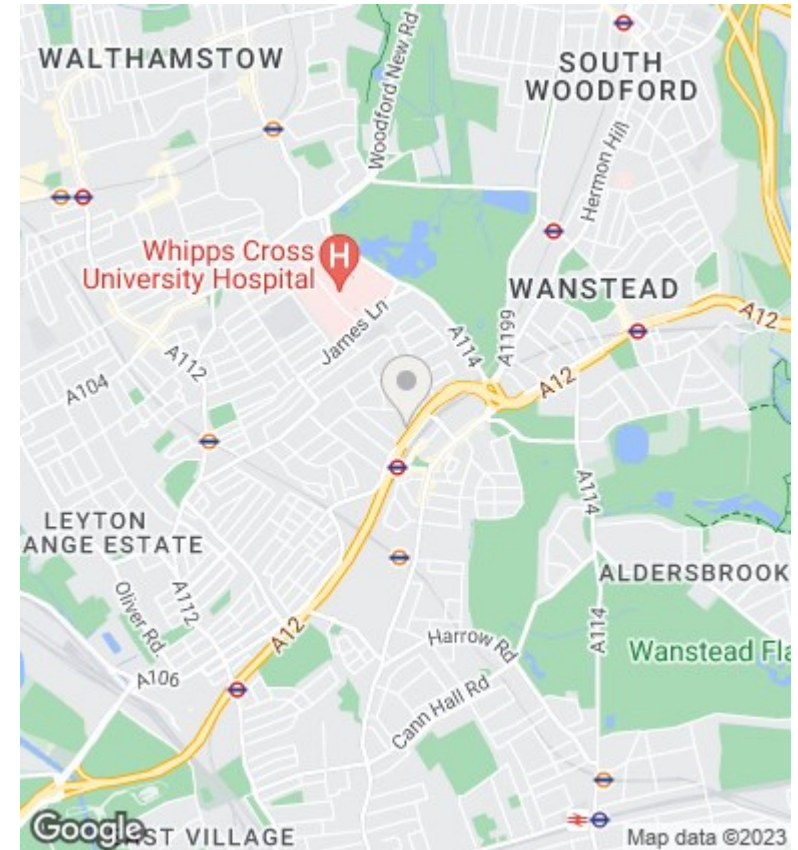 WALTHAMSTOW
Woodford New Rd
SOUTH
WOODFORD
Hermon Hill
Whipps Cross
University Hospital
H
WANSTEAD
James Ln
A114
A1199
A12
A12
A112
A104
LEYTON
ANGE ESTATE
A114
ALDERSBROOK
Oliver Rd
A112
A12
A106
Harrow Rd
A114
Wanstead Fla
Cann Hall Rd
Google
ST VILLAGE
Map data ©2023